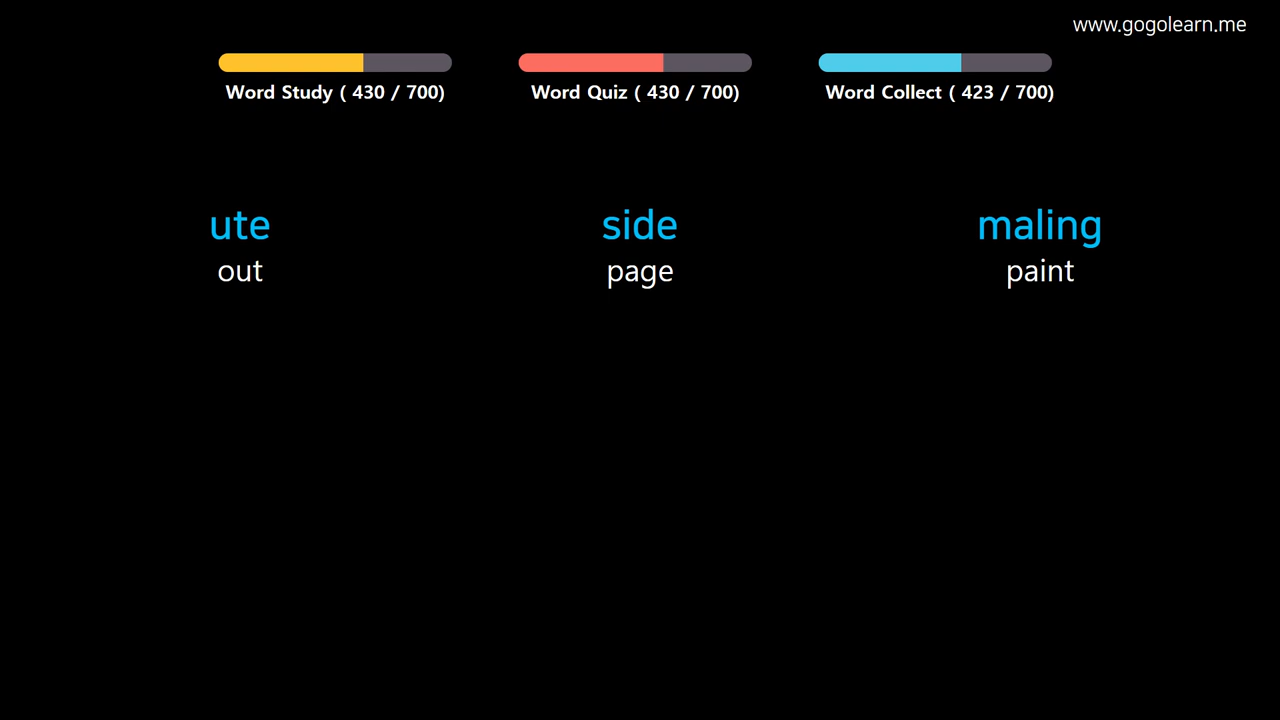 www.gogolearn.me
Word Study ( 430 / 700)
Word Quiz ( 430 / 700)
Word Collect ( 423 / 700)
ute
out
side
page
maling
paint